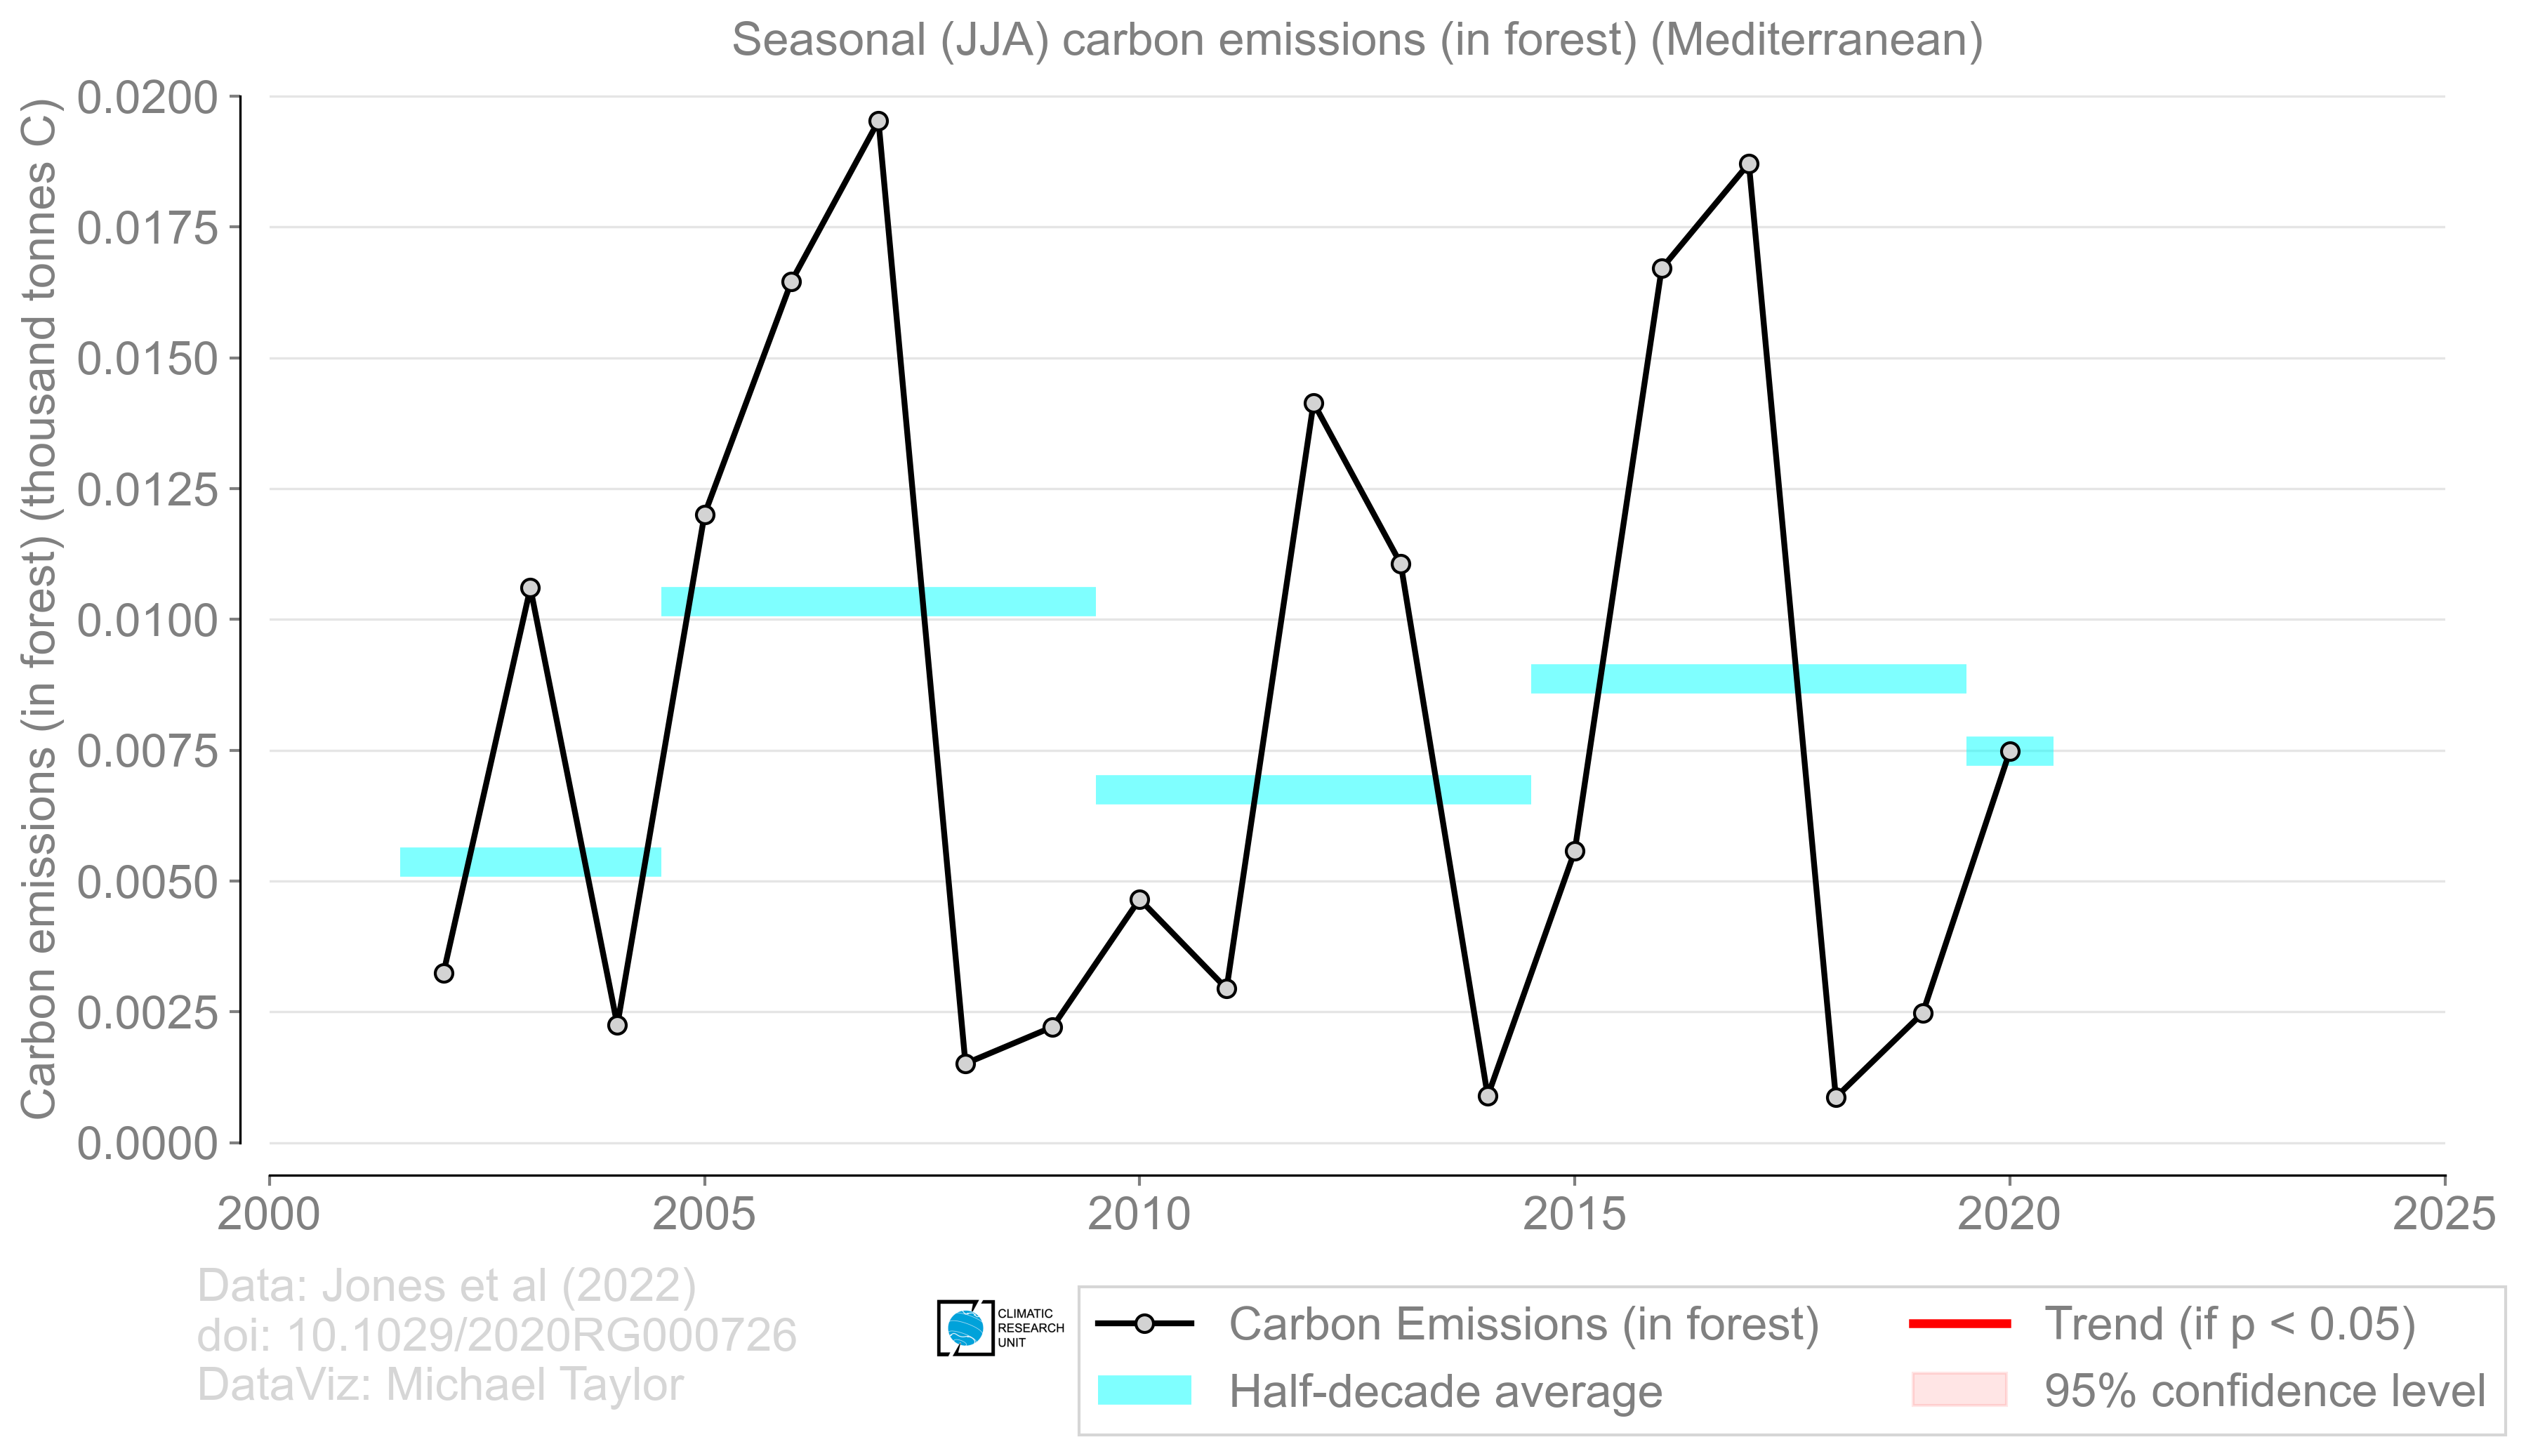 Seasonal (JJA) carbon emissions (in forest) (Mediterranean)
Carbon emissions (in forest) (thousand tonnes C)
0.0200
0.0175
0.0150
0.0125
0.0100
0.0075
0.0050
0.0025
0.0000
2000 2005 2010 2015 2020 2025
Data: Jones et al (2022)
doi: 10.1029/2020RG000726
DataViz: Michael Taylor
CLIMATIC
RESEARCH
UNIT
Carbon Emissions (in forest)
Half-decade average
Trend (if p < 0.05)
95% confidence level